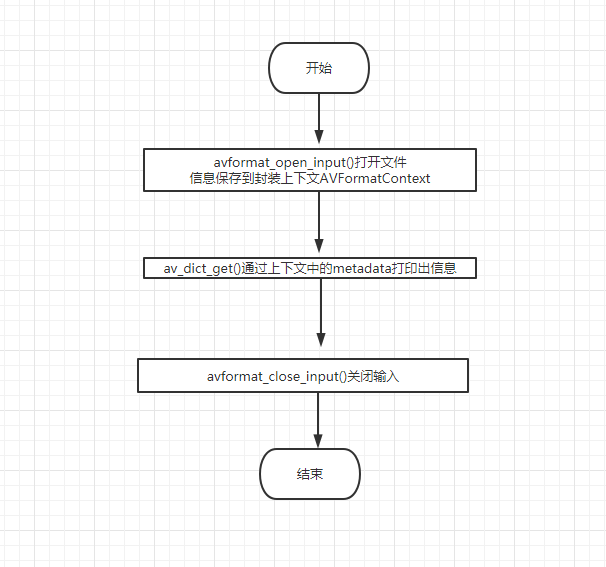 开始
avformat_open_input()打开文件
信息保存到封装上下文AVFormatContext
av_dict_get()通过上下文中的metadata打印出信息
avformat_close_input()关闭输入
结束